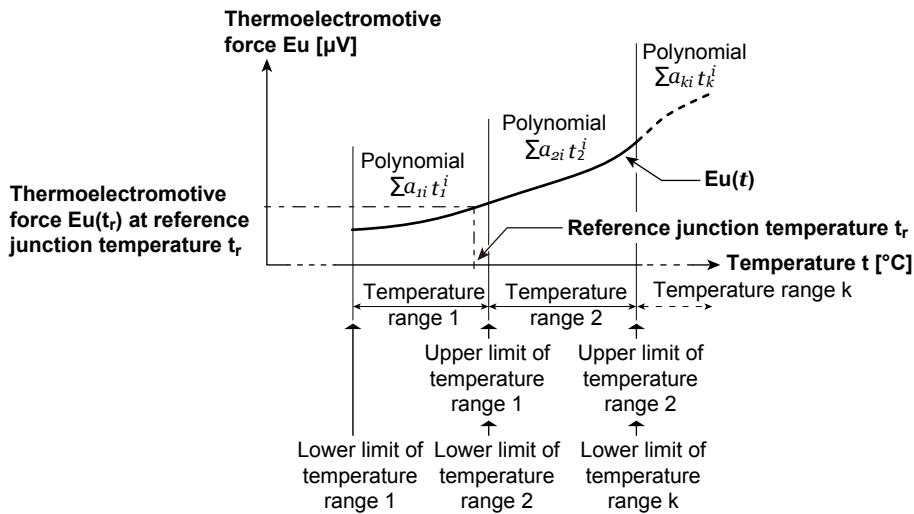 Thermoelectromotive
force Eu [µV]
Polynomial
Σa_ki t_k^i
Polynomial
Σa_2i t_2^i
Polynomial
Σa_1i t_1^i
Eu(t)
Thermoelectromotive
force Eu(t_r) at reference
junction temperature t_r
Reference junction temperature t_r
Temperature t [°C]
Temperature
range 1
Temperature
range 2
Temperature range k
Upper limit of
temperature
range 1
Upper limit of
temperature
range 2
Lower limit of
temperature
range 1
Lower limit of
temperature
range 2
Lower limit of
temperature
range k